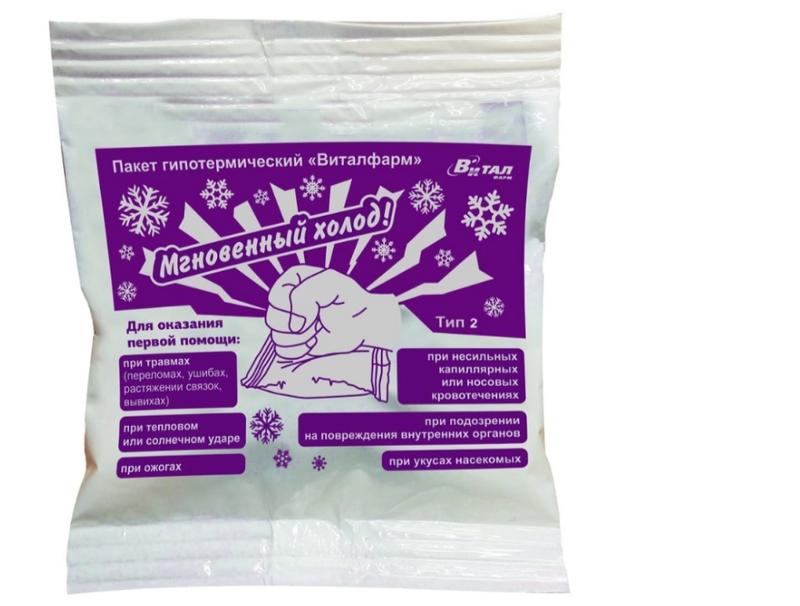 Пакет гипотермический «Виталфарм»
Витал
фарм
Мгновенный холод!
Тип 2
Для оказания
первой помощи:
при травмах
(переломах, ушибах,
растяжении связок,
вывихах)
при тепловом
или солнечном ударе
при ожогах
при несильных
капиллярных
или носовых
кровотечениях
при подозрении
на повреждения внутренних органов
при укусах насекомых